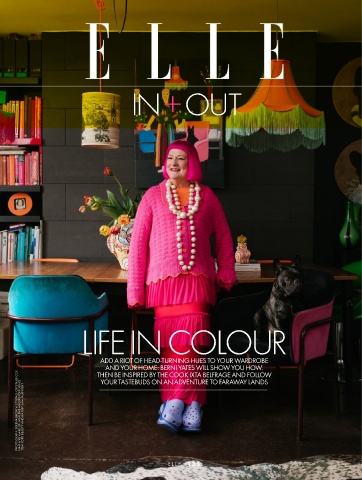 ELLE
IN + OUT
LIFE IN COLOUR
ADD A RIOT OF HEAD-TURNING HUES TO YOUR WARDROBE
AND YOUR HOME: BERNI YATES WILL SHOW YOU HOW.
THEN BE INSPIRED BY THE COOK IXTA BELFRAGE AND FOLLOW
YOUR TASTEBUDS ON AN ADVENTURE TO FARAWAY LANDS